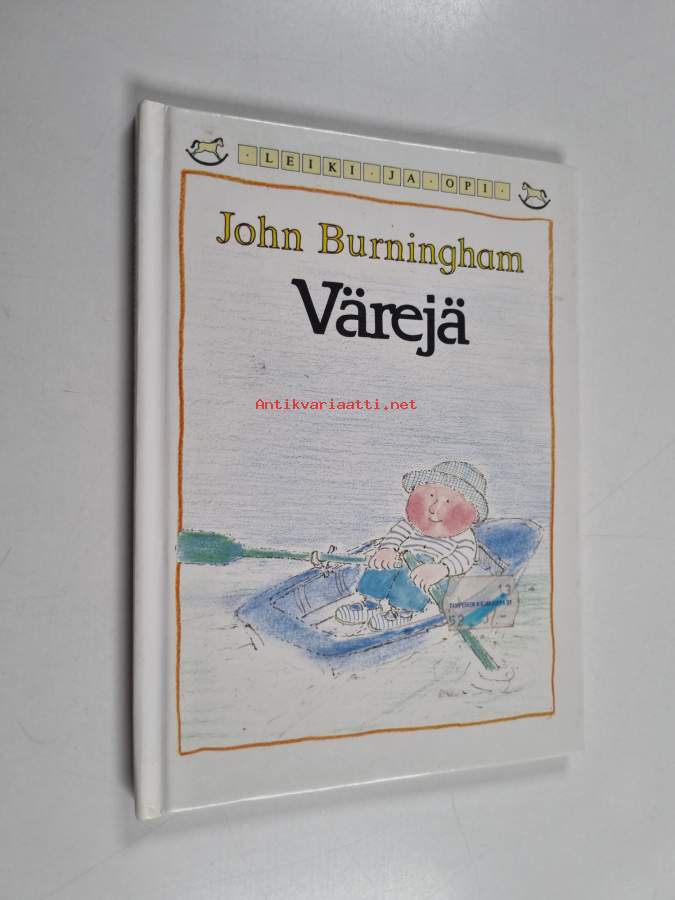 ·LEIKI·JA·OPI·
John Burningham
Värejä
Antikvariaatti.net